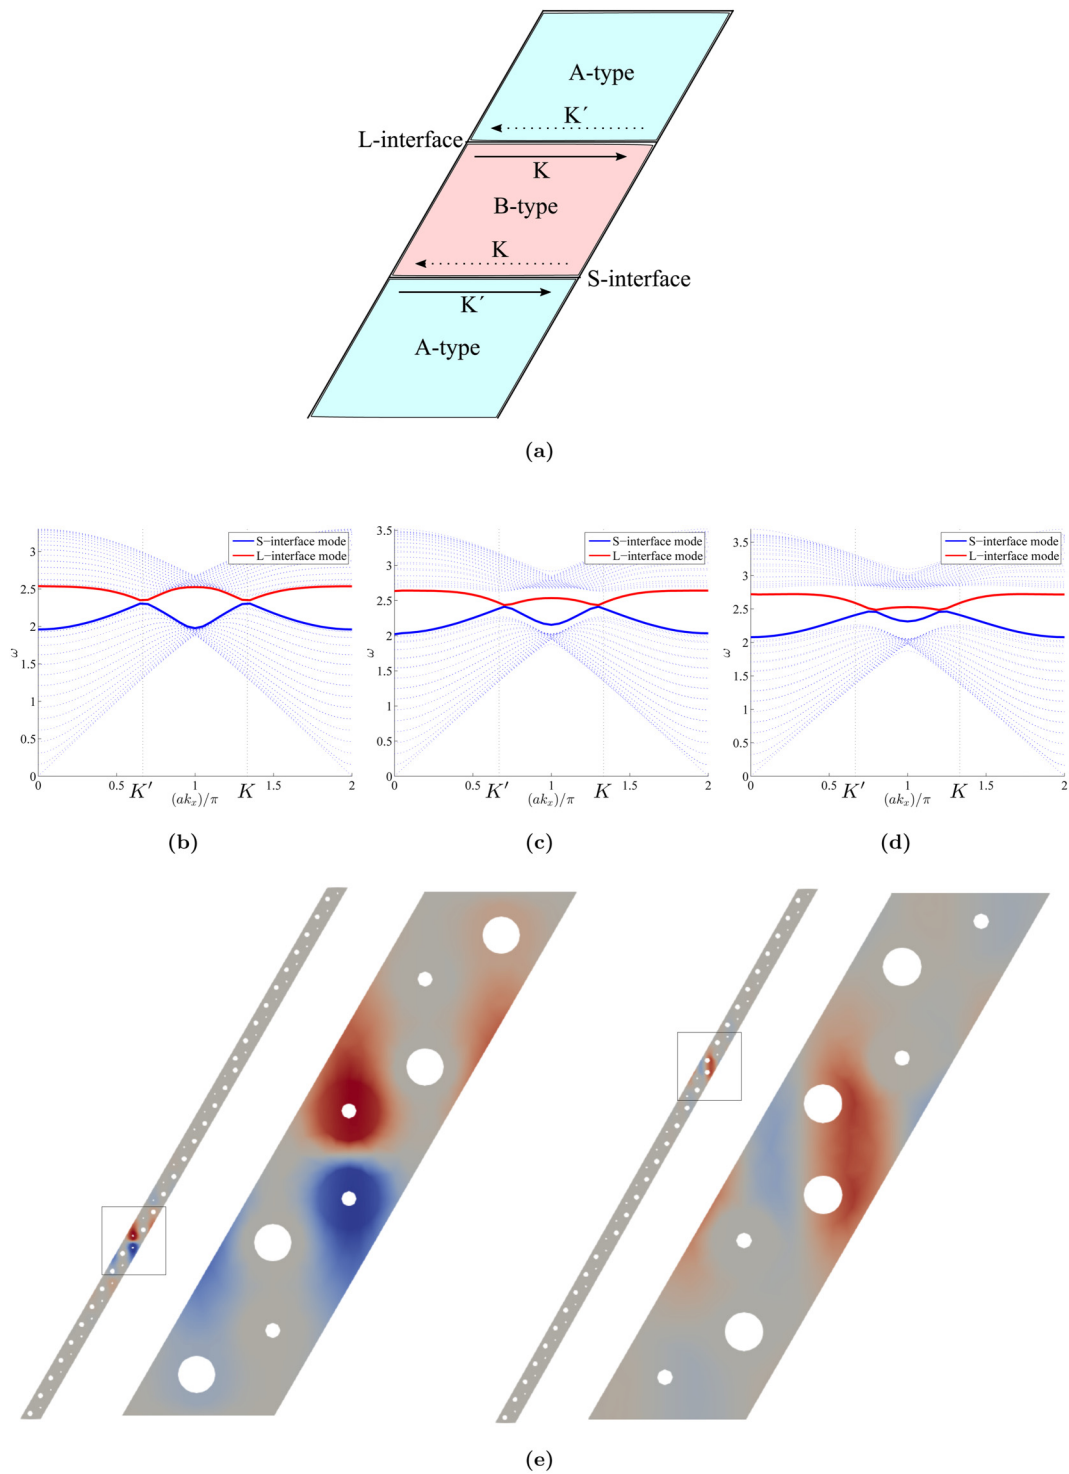 A-type
K´
L-interface
K
B-type
K
S-interface
K´
A-type
(a)
S−interface mode
L−interface mode
3
2.5
2
ω
1.5
1
0.5
0
0 0.5 1 1.5 2
K′ (akₓ)/π K
(b)
S−interface mode
L−interface mode
3.5
3
2.5
2
ω
1.5
1
0.5
0
0 0.5 1 1.5 2
K′ (akₓ)/π K
(c)
S−interface mode
L−interface mode
3.5
3
2.5
2
ω
1.5
1
0.5
0
0 0.5 1 1.5 2
K′ (akₓ)/π K
(d)
(e)